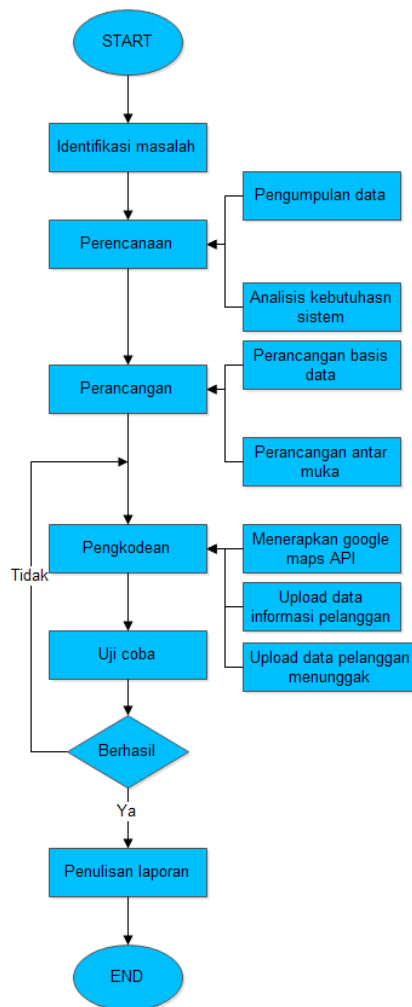 START
Identifikasi masalah
Pengumpulan data
Perencanaan
Analisis kebutuhasn
sistem
Perancangan basis
data
Perancangan
Perancangan antar
muka
Menerapkan google
maps API
Pengkodean
Tidak
Upload data
informasi pelanggan
Uji coba
Upload data pelanggan
menunggak
Berhasil
Ya
Penulisan laporan
END